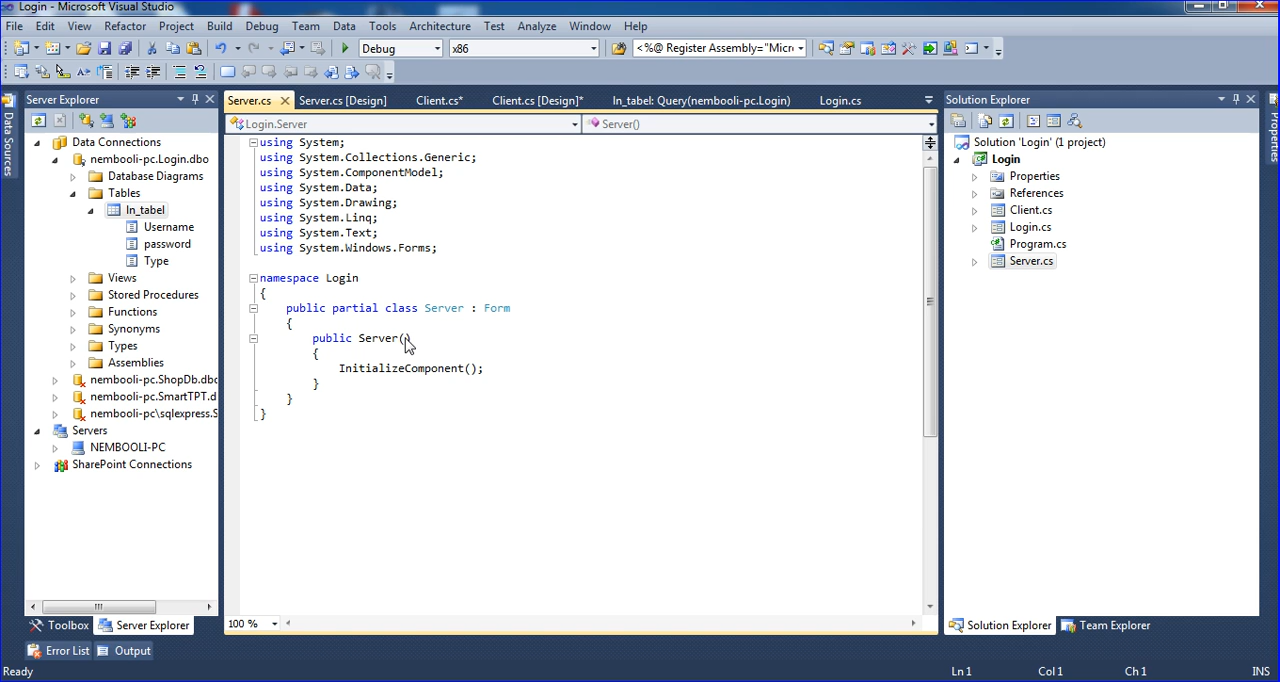 Login - Microsoft Visual Studio
File Edit View Refactor Project Build Debug Team Data Tools Architecture Test Analyze Window Help
Debug x86 <%@ Register Assembly="Micr
Data Sources
Server Explorer
Data Connections
nembooli-pc.Login.dbo
Database Diagrams
Tables
In_tabel
Username
password
Type
Views
Stored Procedures
Functions
Synonyms
Types
Assemblies
nembooli-pc.ShopDb.dbc
nembooli-pc.SmartTPT.d
nembooli-pc\sqlexpress.S
Servers
NEMBOOLI-PC
SharePoint Connections
Toolbox Server Explorer
Server.cs Server.cs [Design] Client.cs* Client.cs [Design]* In_tabel: Query(nembooli-pc.Login) Login.cs
Login.Server Server()
using System;
using System.Collections.Generic;
using System.ComponentModel;
using System.Data;
using System.Drawing;
using System.Linq;
using System.Text;
using System.Windows.Forms;
namespace Login
{
public partial class Server : Form
{
public Server()
{
InitializeComponent();
}
}
}
100 %
Solution Explorer
Solution 'Login' (1 project)
Login
Properties
References
Client.cs
Login.cs
Program.cs
Server.cs
Solution Explorer Team Explorer
Properties
Error List Output
Ready Ln 1 Col 1 Ch 1 INS